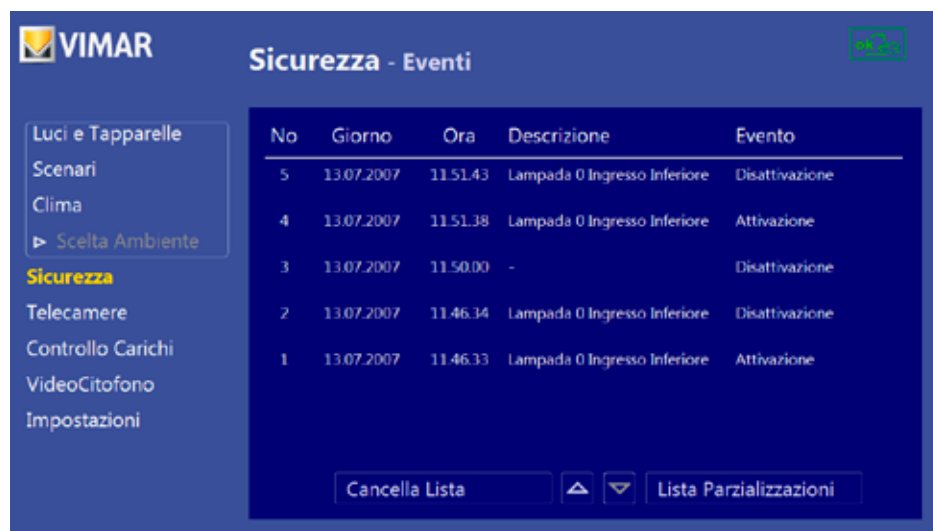 VIMAR
Sicurezza - Eventi
Luci e Tapparelle
Scenari
Clima
Scelta Ambiente
Sicurezza
Telecamere
Controllo Carichi
VideoCitofono
Impostazioni
No Giorno Ora Descrizione Evento
5 13.07.2007 11.51.43 Lampada 0 Ingresso Inferiore Disattivazione
4 13.07.2007 11.51.38 Lampada 0 Ingresso Inferiore Attivazione
3 13.07.2007 11.50.00 - Disattivazione
2 13.07.2007 11.46.34 Lampada 0 Ingresso Inferiore Disattivazione
1 13.07.2007 11.46.33 Lampada 0 Ingresso Inferiore Attivazione
Cancella Lista Lista Parzializzazioni